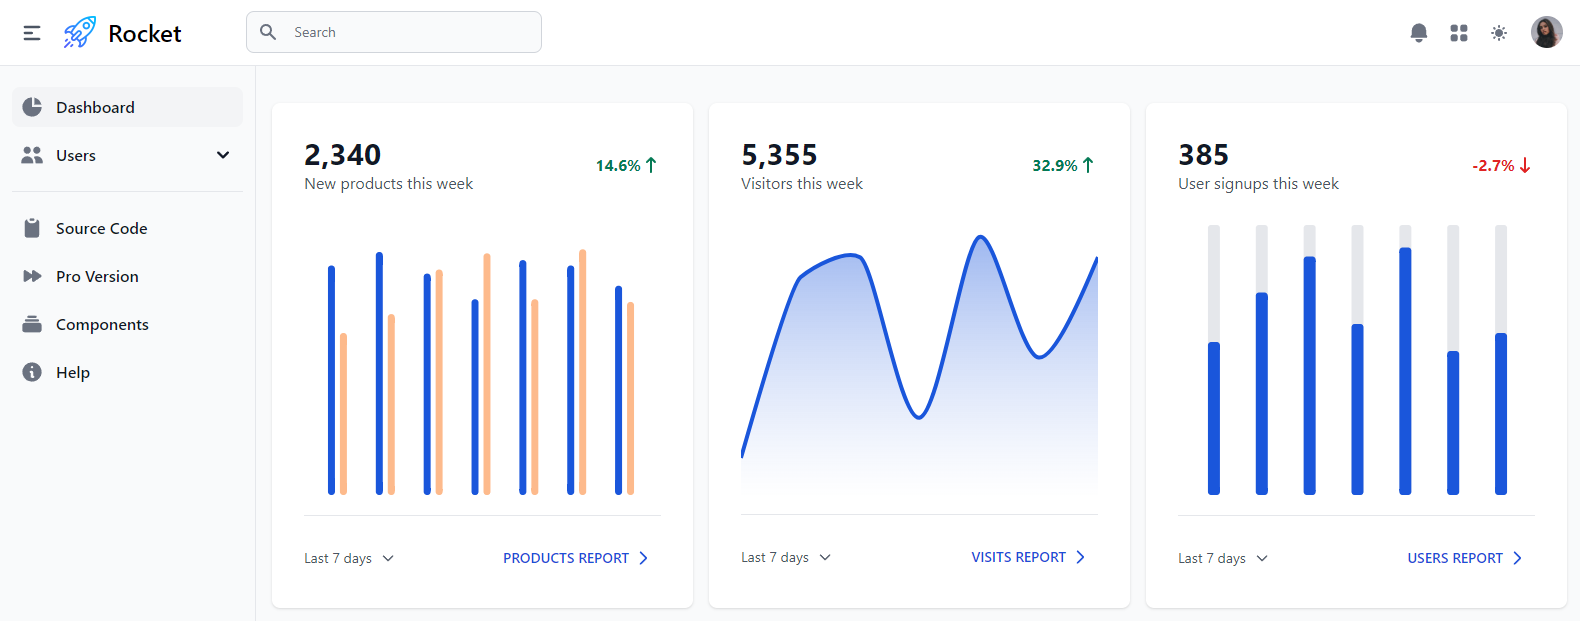 Rocket
Search
Dashboard
Users
Source Code
Pro Version
Components
Help
2,340
14.6%
New products this week
Last 7 days
PRODUCTS REPORT
5,355
32.9%
Visitors this week
Last 7 days
VISITS REPORT
385
-2.7%
User signups this week
Last 7 days
USERS REPORT